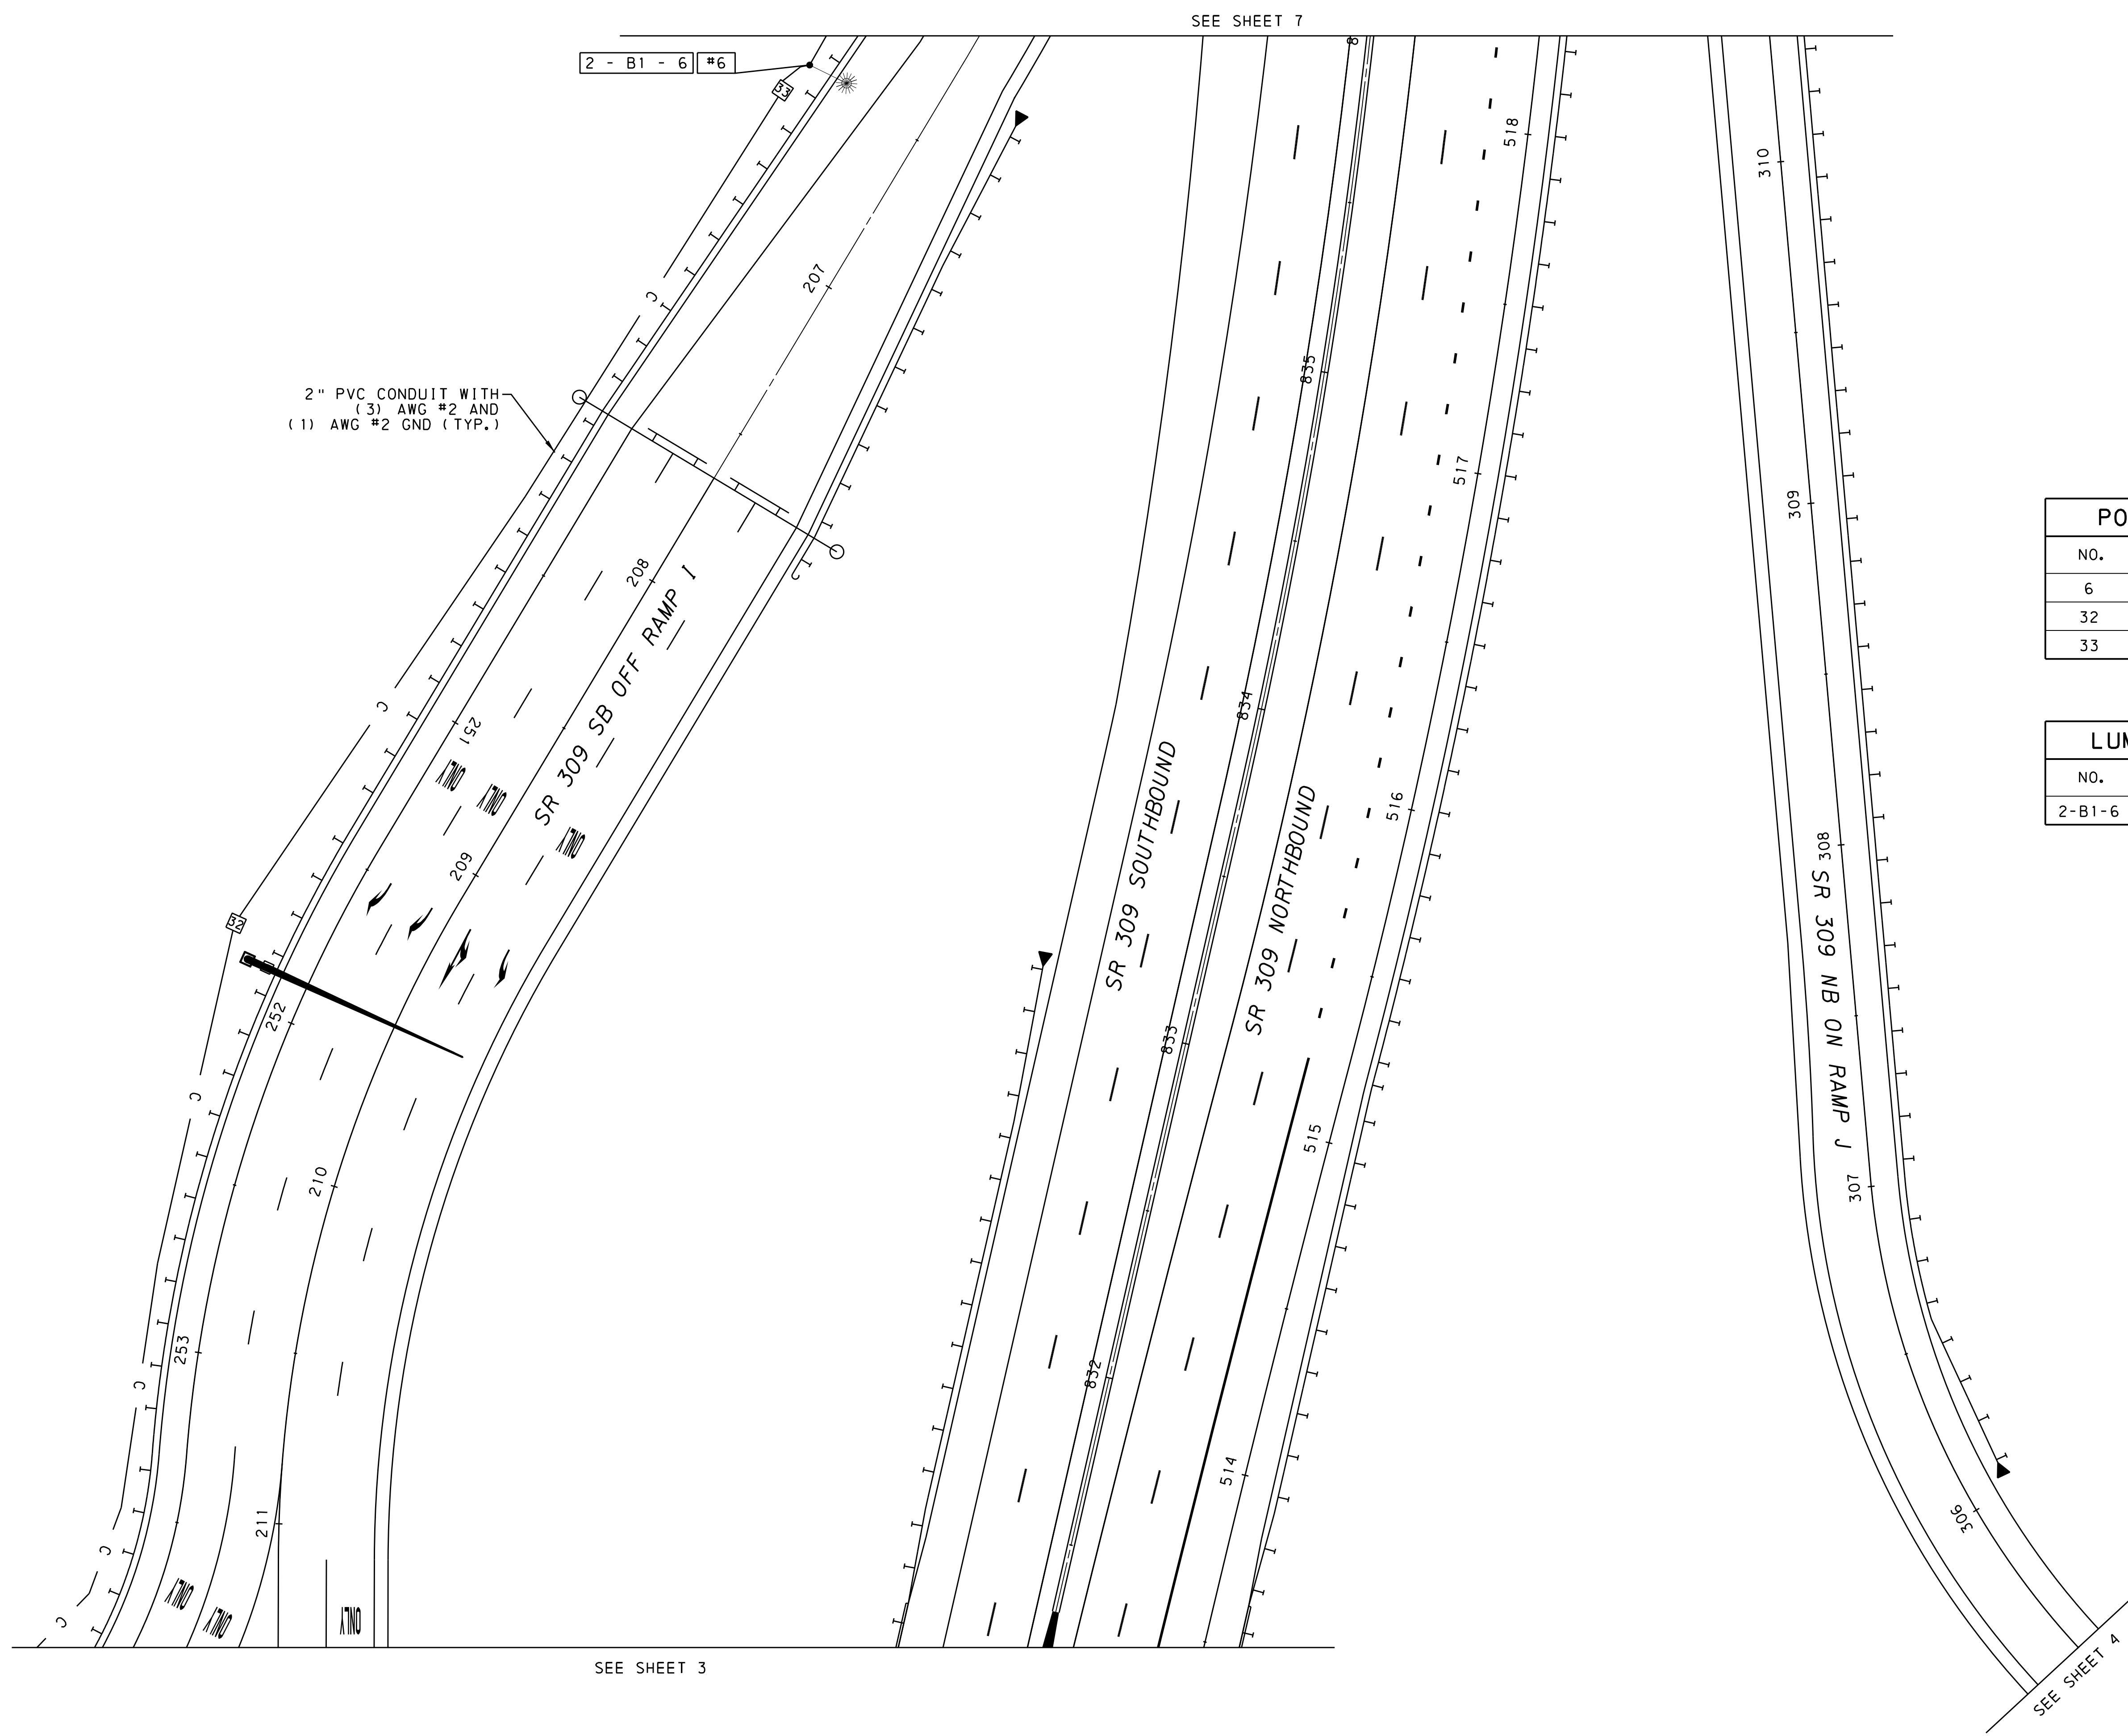 SEE SHEET 7
2 - B1 - 6 #6
8
33
518
310
207
C
835
2" PVC CONDUIT WITH
(3) AWG #2 AND
(1) AWG #2 GND (TYP.)
517
309
PO
NO.
6
32
33
208
SR 309 SB OFF RAMP I
C
834
251
ONLY
ONLY
ONLY
LUM
NO.
2-B1-6
516
SR 309 SOUTHBOUND
SR 309 NORTHBOUND
209
308
SR 309 NB ON RAMP J
32
252
833
C
515
210
307
253
832
C
514
211
306
C
ONLY
ONLY
ONLY
C
SEE SHEET 3
SEE SHEET 4